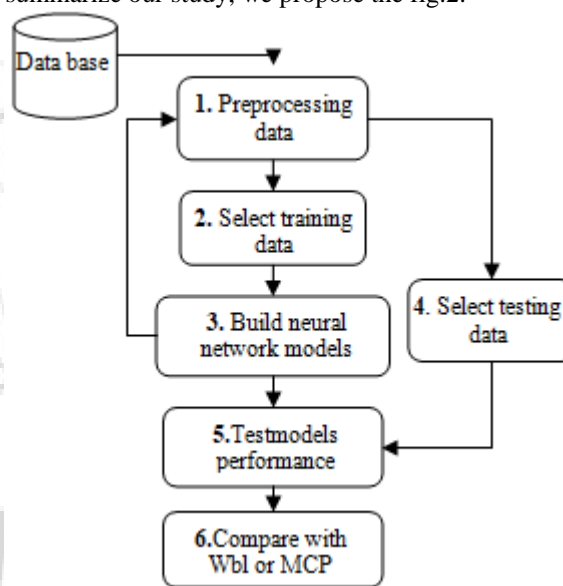 summarize our study, we propose the fig.2.
Data base
1. Preprocessing
data
2. Select training
data
3. Build neural
network models
4. Select testing
data
5.Testmodels
performance
6.Compare with
Wbl or MCP